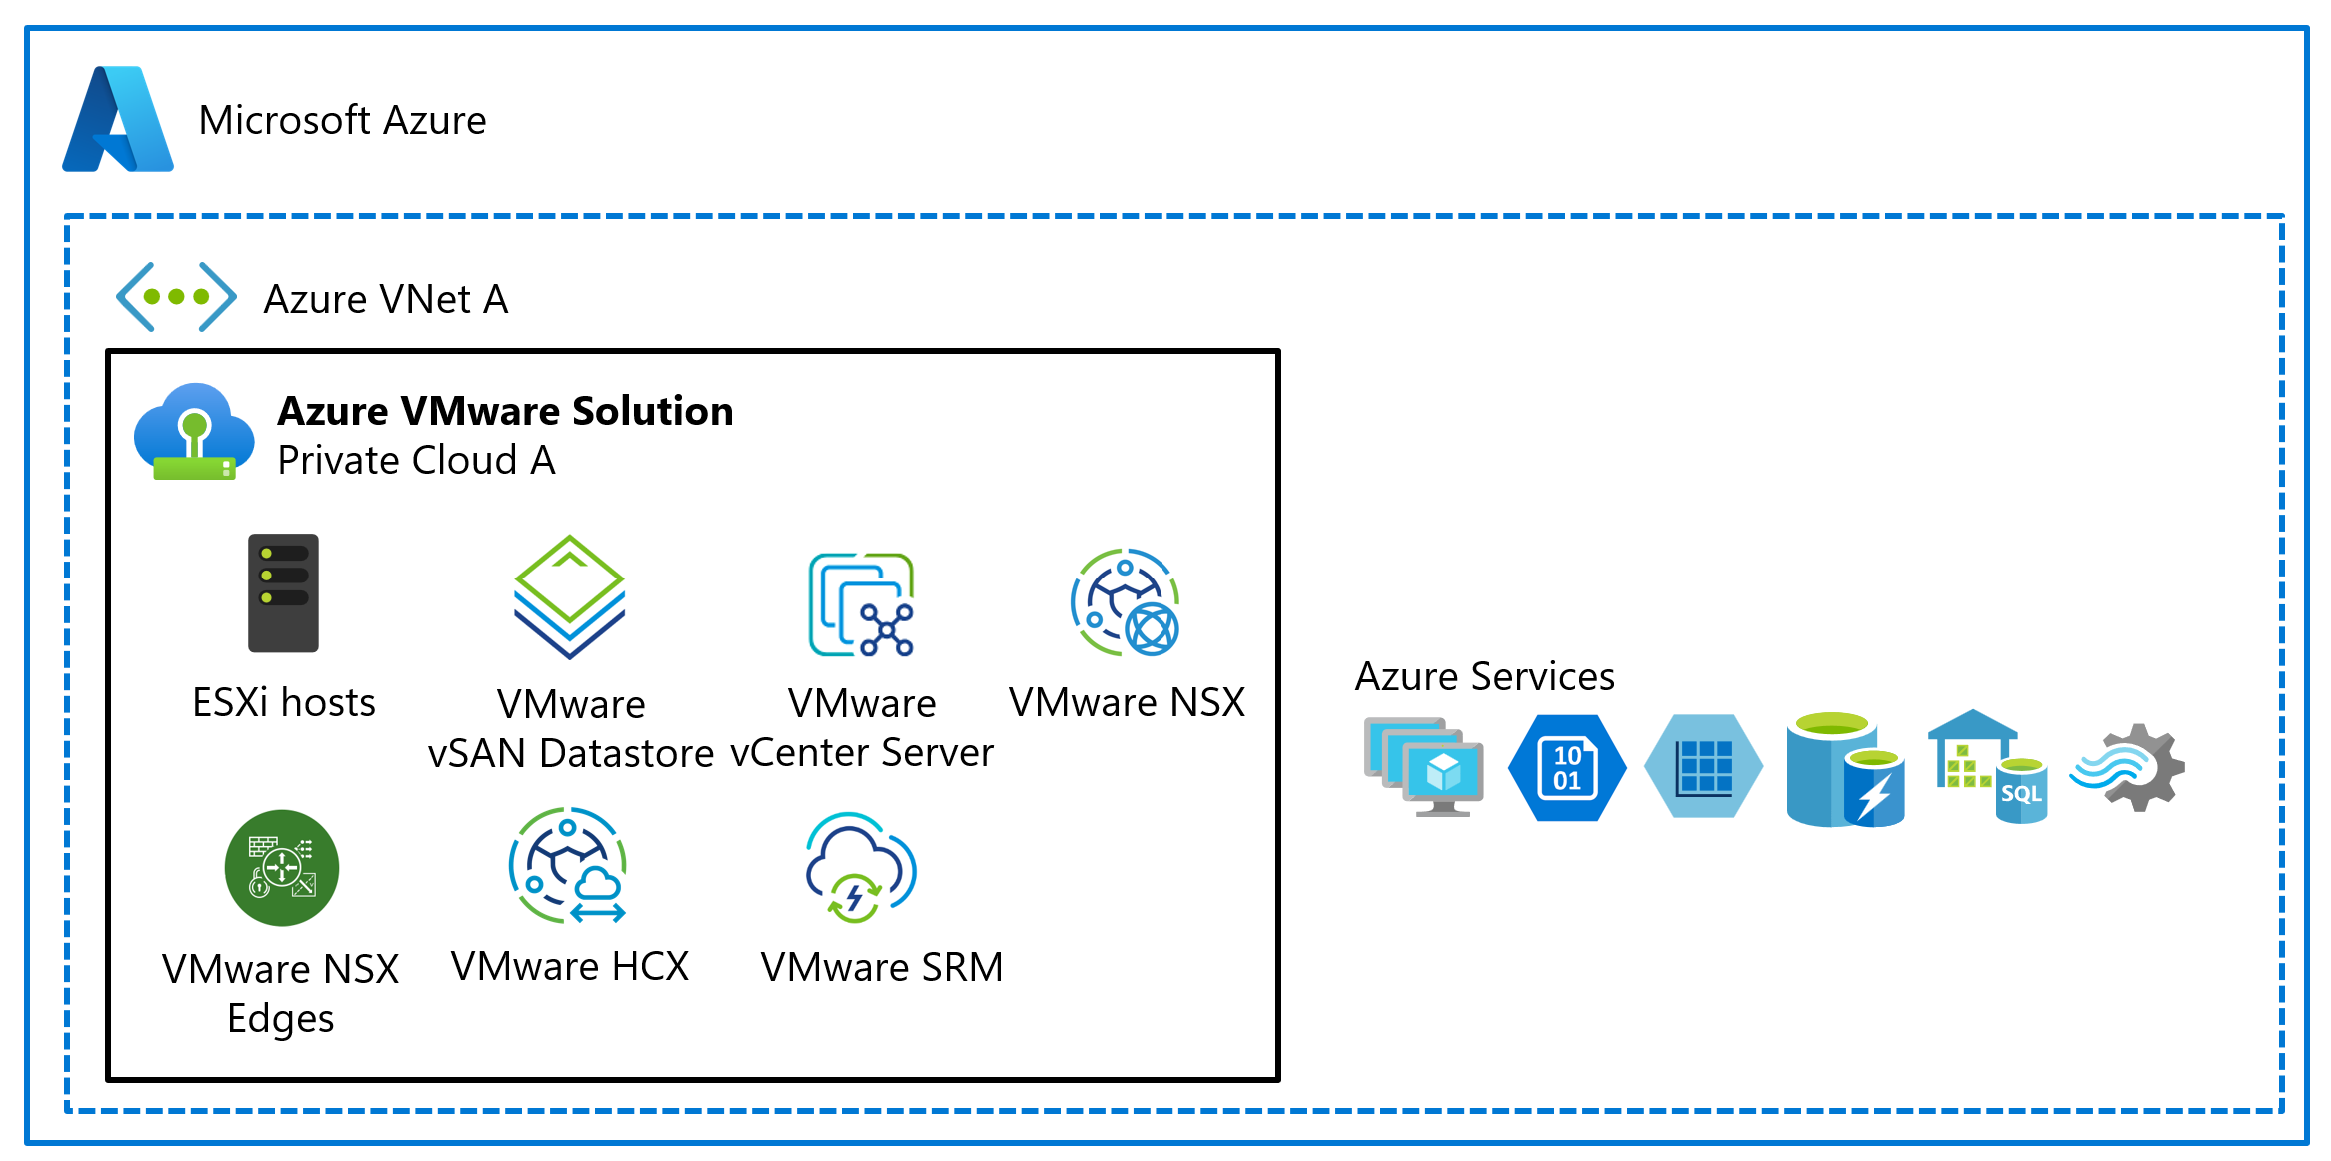 Microsoft Azure
Azure VNet A
Azure VMware Solution
Private Cloud A
ESXi hosts
VMware
vSAN Datastore
VMware
vCenter Server
VMware NSX
VMware NSX
Edges
VMware HCX
VMware SRM
Azure Services
10
01
SQL